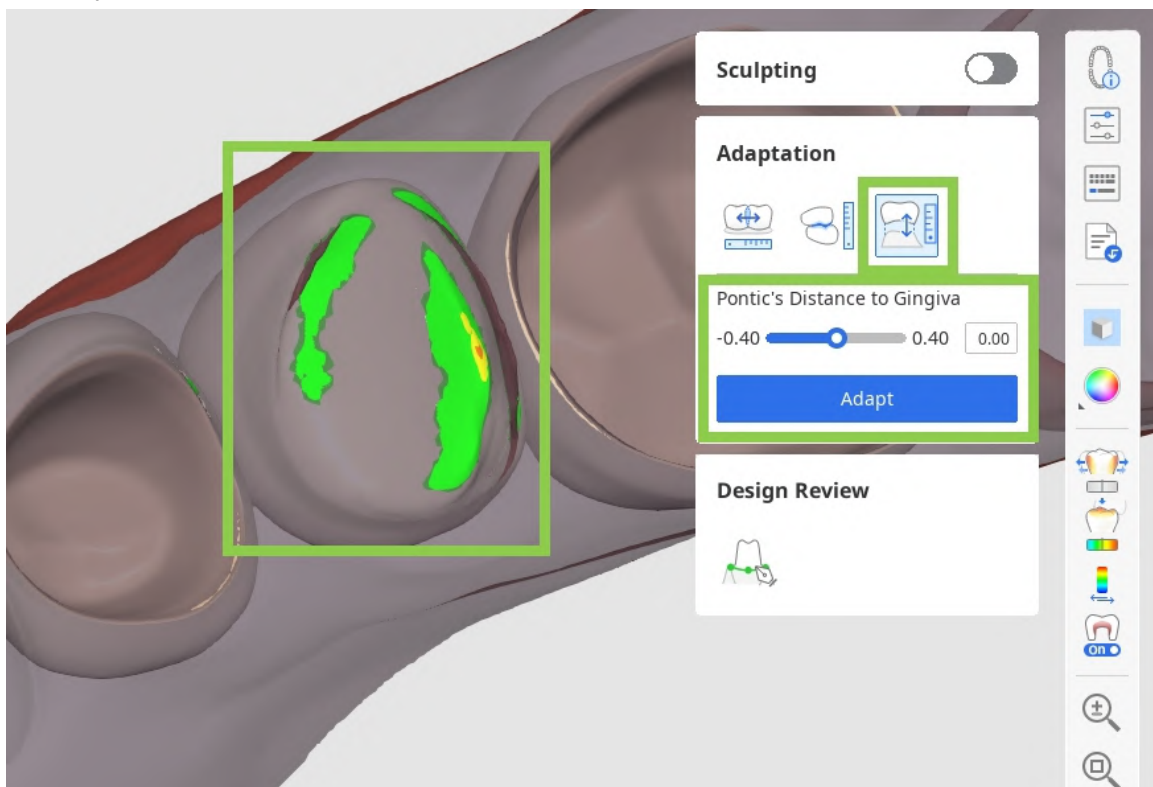 Sculpting
Adaptation
Pontic's Distance to Gingiva
-0.40 0.40 0.00
Adapt
Design Review
On